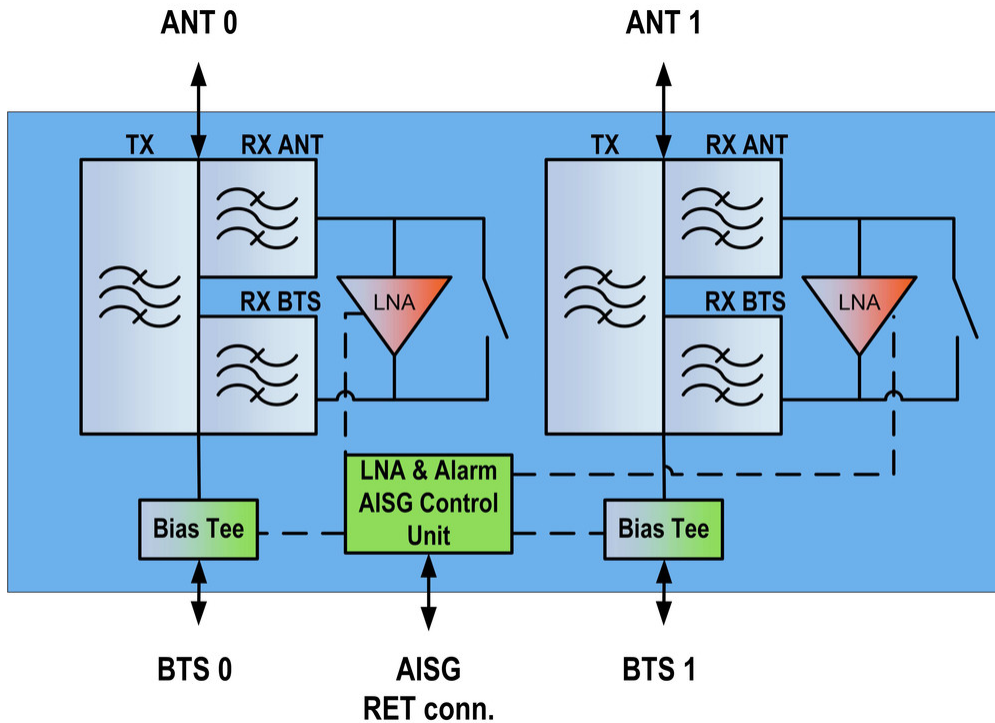 ANT 0
ANT 1
TX
RX ANT
TX
RX ANT
RX BTS
LNA
RX BTS
LNA
LNA & Alarm
AISG Control
Unit
Bias Tee
Bias Tee
BTS 0
AISG
RET conn.
BTS 1